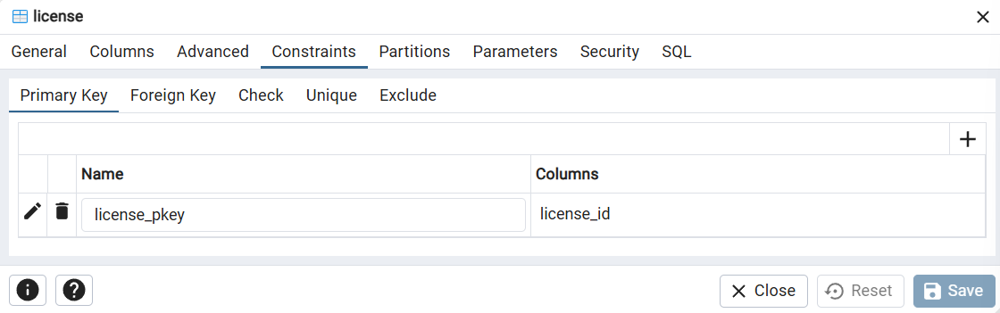 license
General Columns Advanced Constraints Partitions Parameters Security SQL
Primary Key Foreign Key Check Unique Exclude
Name Columns
license_pkey license_id
Close Reset Save